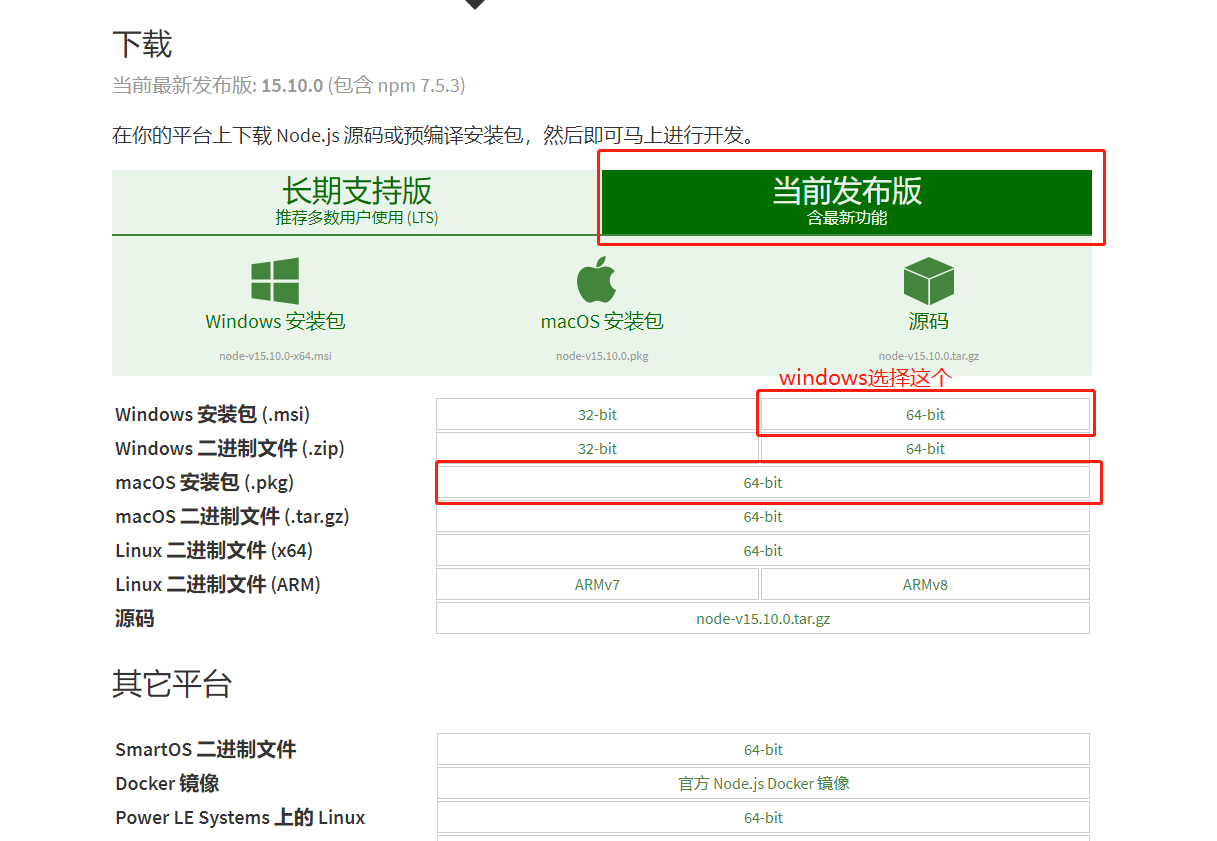 下载
当前最新发布版: 15.10.0 (包含 npm 7.5.3)
在你的平台上下载 Node.js 源码或预编译安装包，然后即可马上进行开发。
长期支持版
推荐多数用户使用 (LTS)
当前发布版
含最新功能
Windows 安装包
node-v15.10.0-x64.msi
macOS 安装包
node-v15.10.0.pkg
源码
node-v15.10.0.tar.gz
windows选择这个
Windows 安装包 (.msi) 32-bit 64-bit
Windows 二进制文件 (.zip) 32-bit 64-bit
macOS 安装包 (.pkg) 64-bit
macOS 二进制文件 (.tar.gz) 64-bit
Linux 二进制文件 (x64) 64-bit
Linux 二进制文件 (ARM) ARMv7 ARMv8
源码 node-v15.10.0.tar.gz
其它平台
SmartOS 二进制文件 64-bit
Docker 镜像 官方 Node.js Docker 镜像
Power LE Systems 上的 Linux 64-bit